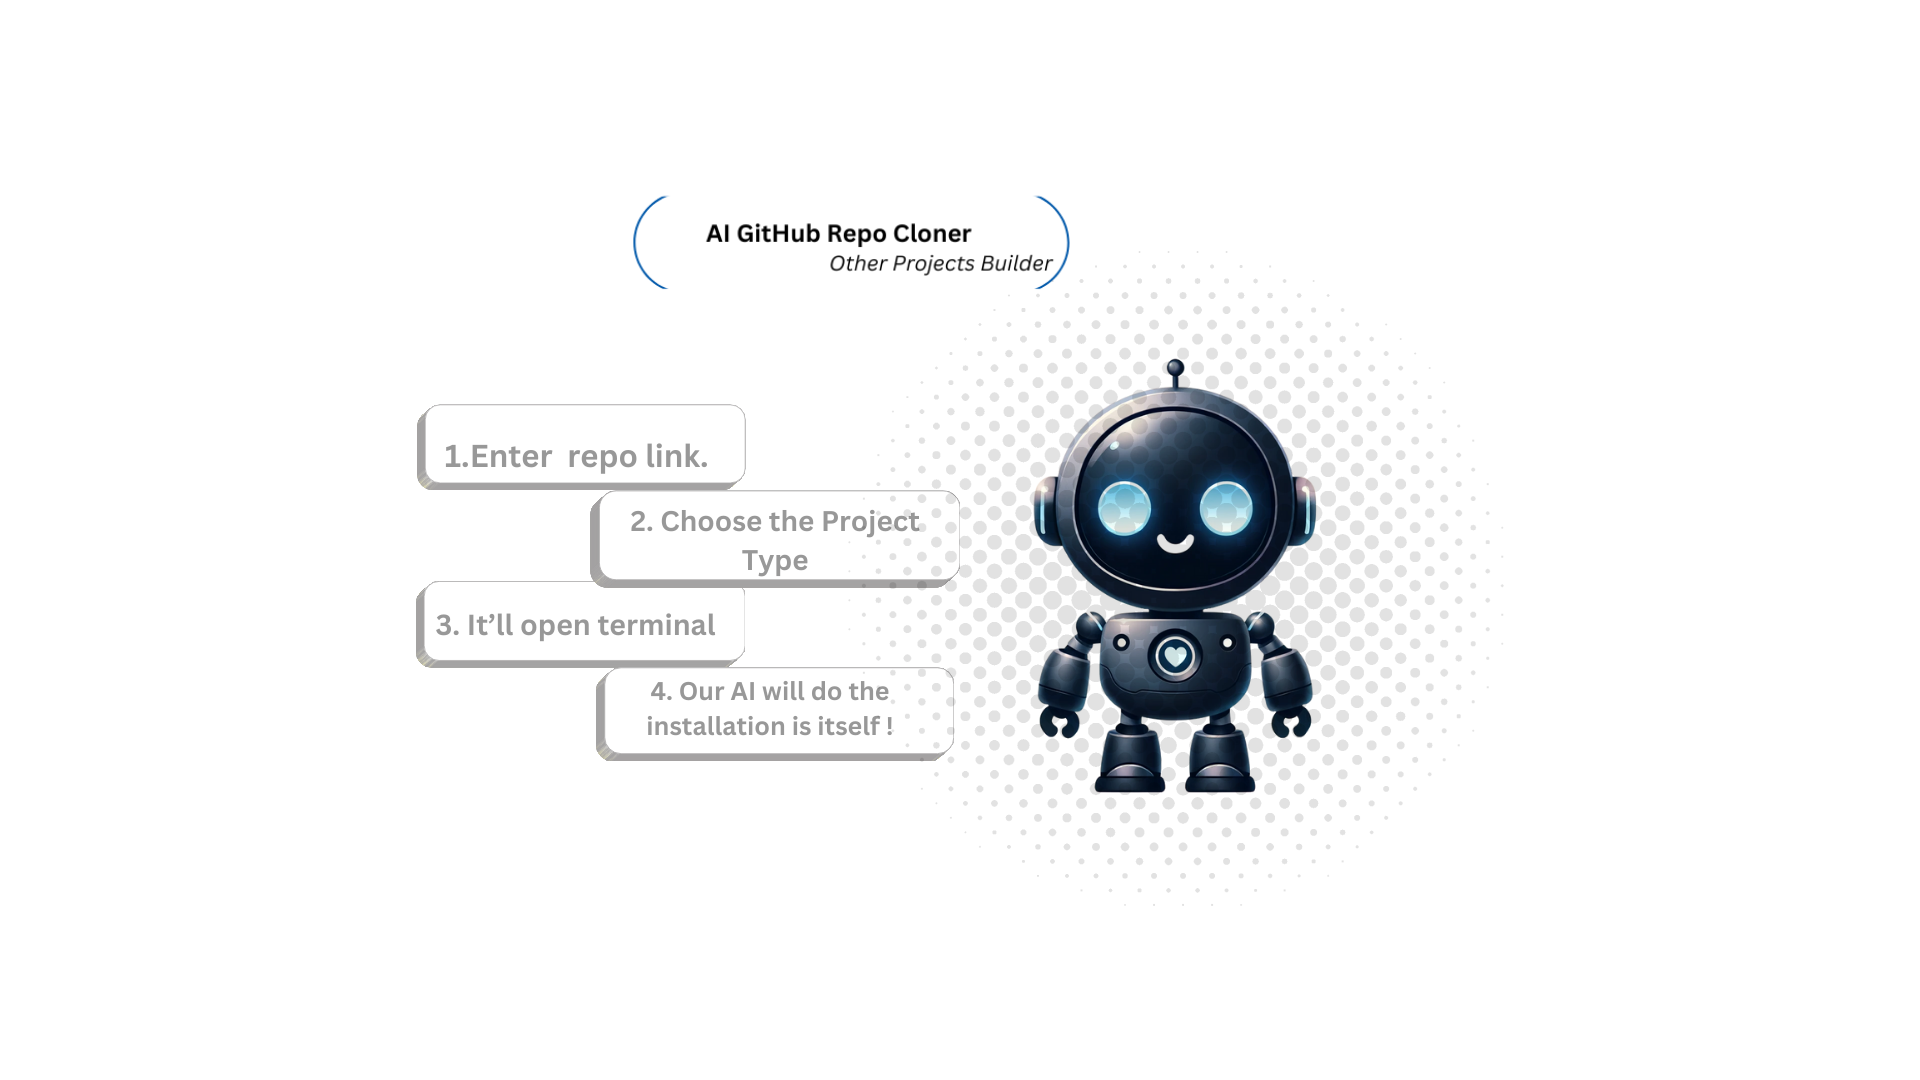 AI GitHub Repo Cloner
Other Projects Builder
1.Enter  repo link.
2. Choose the Project
Type
3. It’ll open terminal
4. Our AI will do the
installation is itself !